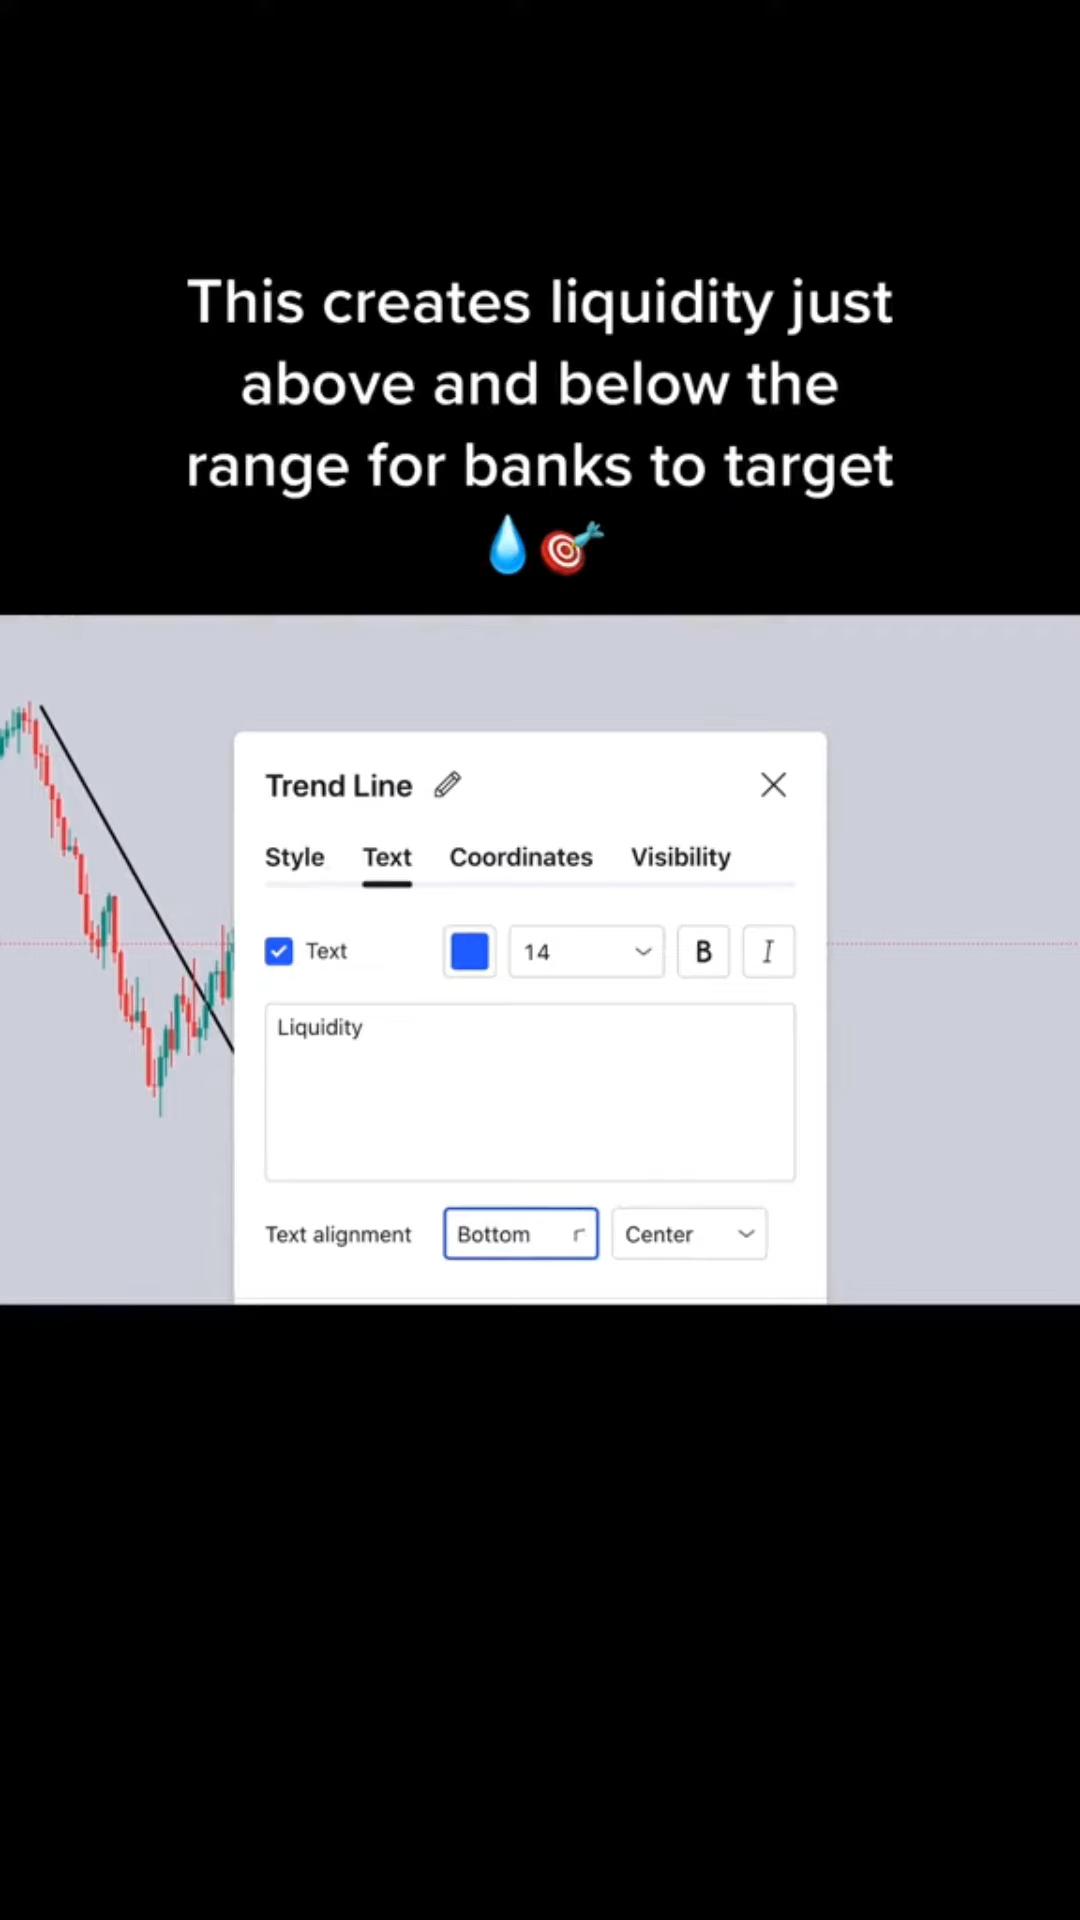 This creates liquidity just
above and below the
range for banks to target
💧🎯
Trend Line
Style Text Coordinates Visibility
Text 14 B I
Liquidity
Text alignment Bottom Center